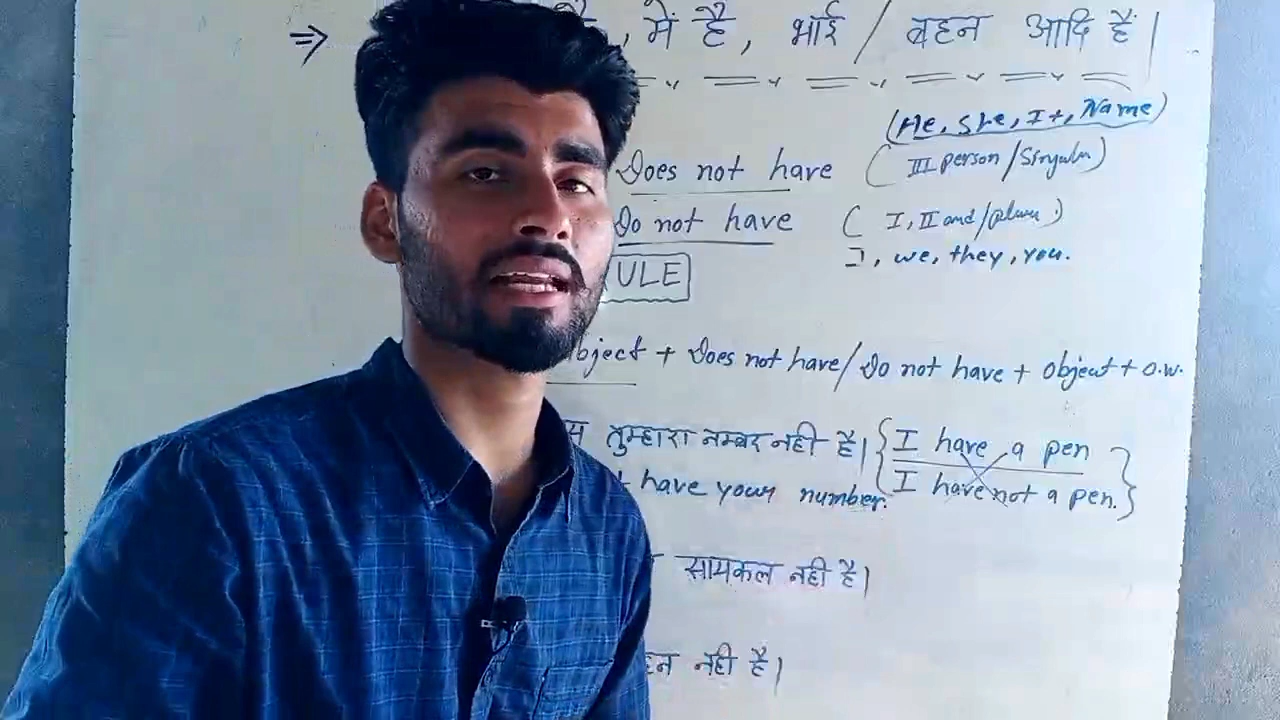 ⇒ है, में है, भाई / बहन आदि हैं|
(He, She, It, Name)
Does not have (III person/Singular)
Do not have ( I, II and/plural )
I, we, they, you.
ULE
bject + Does not have/Do not have + object + o.w.
स तुम्हारा नम्बर नही है| { I have a pen
t have your number. I have not a pen. }
सायकल नही है|
हन नही है|